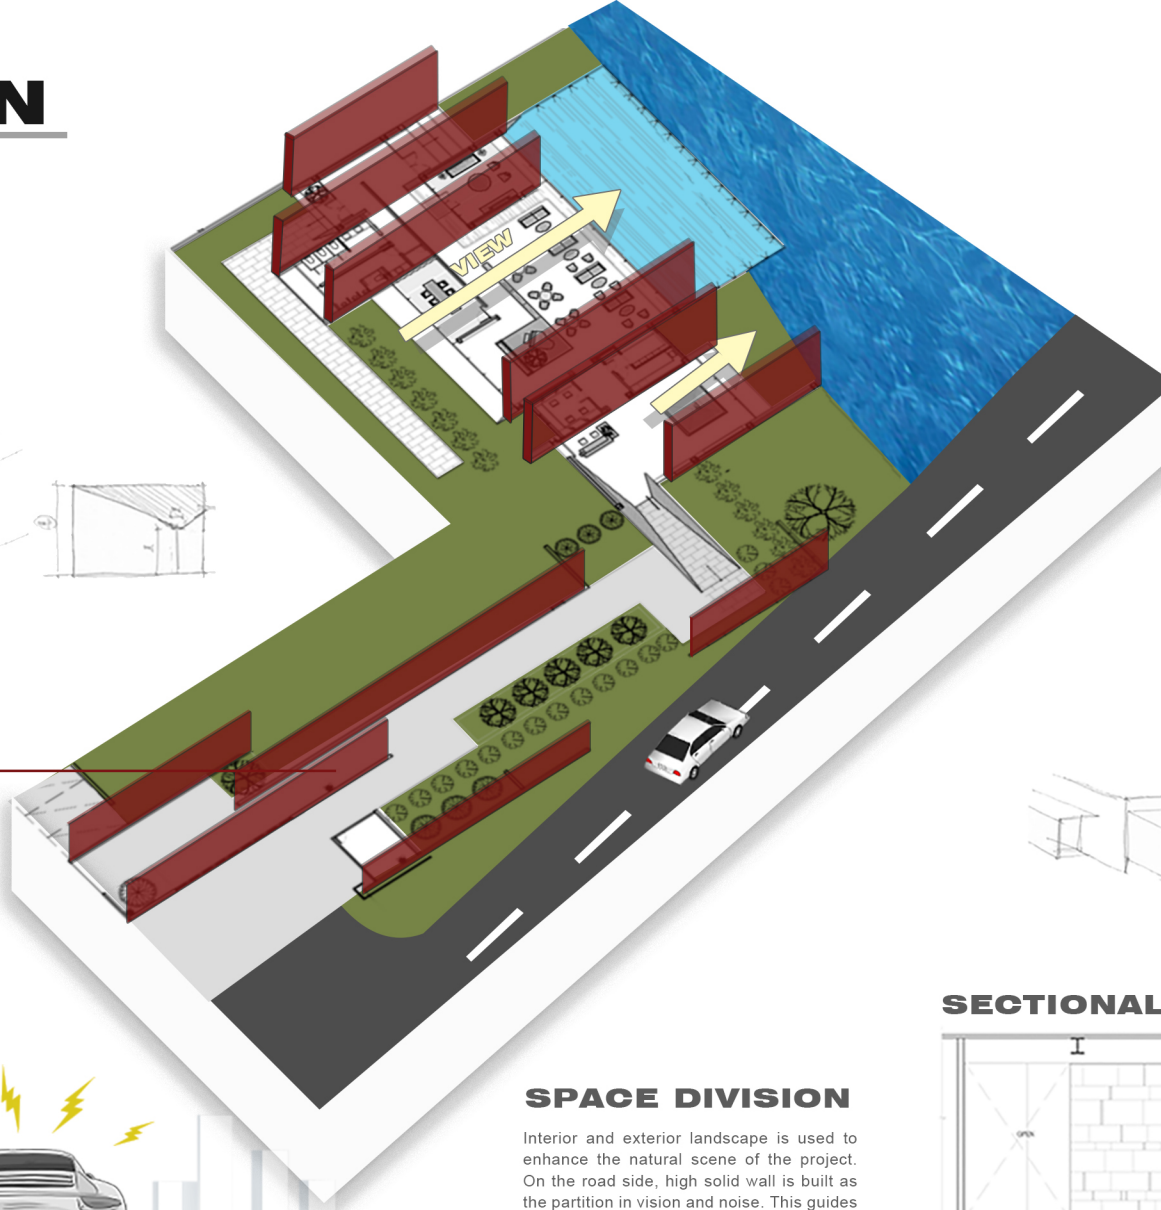 N
VIEW
SECTIONAL
OPEN
SPACE DIVISION
Interior and exterior landscape is used to
enhance the natural scene of the project.
On the road side, high solid wall is built as
the partition in vision and noise. This guides